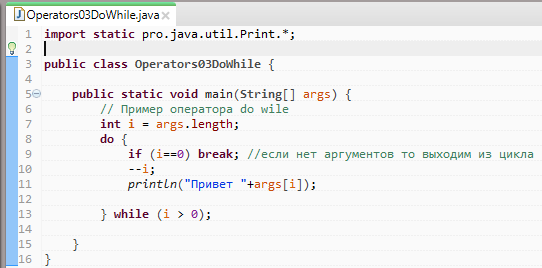 Operators03DoWhile.java
1 import static pro.java.util.Print.*;
2
3 public class Operators03DoWhile {
4
5 public static void main(String[] args) {
6 // Пример оператора do wile
7 int i = args.length;
8 do {
9 if (i==0) break; //если нет аргументов то выходим из цикла
10 --i;
11 println("Привет "+args[i]);
12
13 } while (i > 0);
14
15 }
16 }